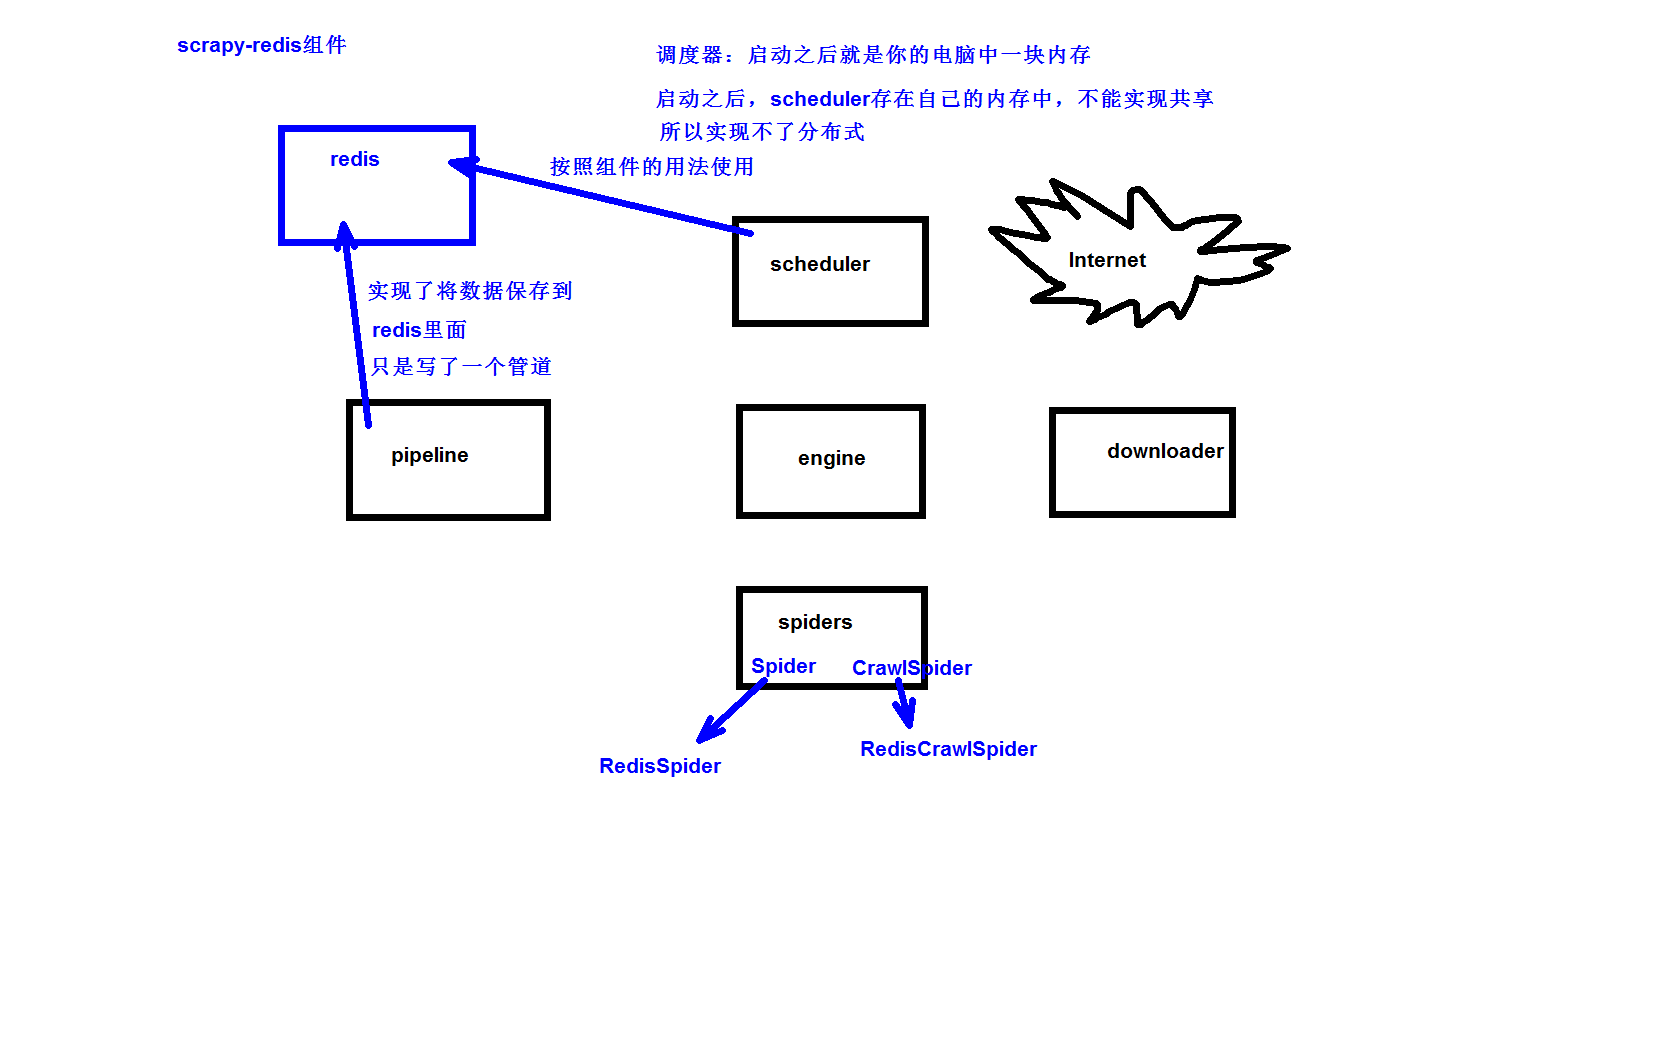 scrapy-redis组件
调度器：启动之后就是你的电脑中一块内存
启动之后，scheduler存在自己的内存中，不能实现共享
所以实现不了分布式
redis
按照组件的用法使用
scheduler
Internet
实现了将数据保存到
redis里面
只是写了一个管道
pipeline
engine
downloader
spiders
Spider
CrawlSpider
RedisSpider
RedisCrawlSpider